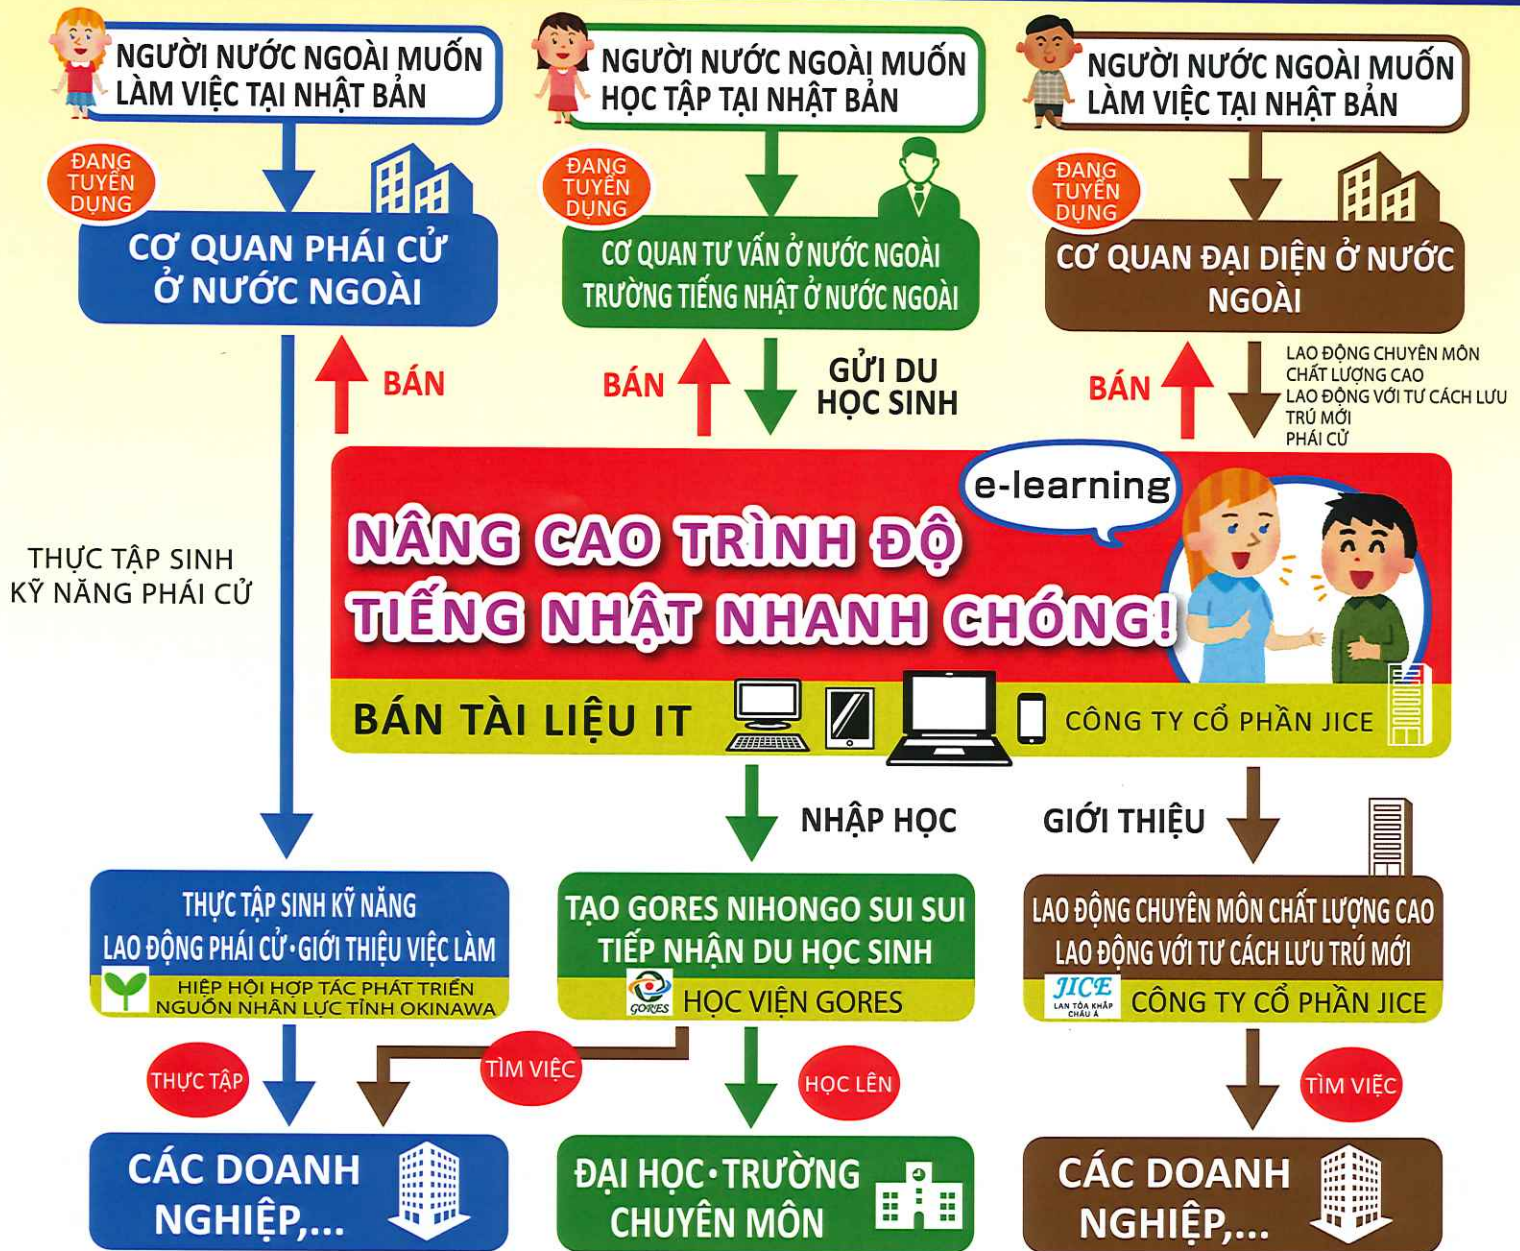 NGƯỜI NƯỚC NGOÀI MUỐN
LÀM VIỆC TẠI NHẬT BẢN
NGƯỜI NƯỚC NGOÀI MUỐN
HỌC TẬP TẠI NHẬT BẢN
NGƯỜI NƯỚC NGOÀI MUỐN
LÀM VIỆC TẠI NHẬT BẢN
ĐANG
TUYỂN
DỤNG
ĐANG
TUYỂN
DỤNG
ĐANG
TUYỂN
DỤNG
CƠ QUAN PHÁI CỬ
Ở NƯỚC NGOÀI
CƠ QUAN TƯ VẤN Ở NƯỚC NGOÀI
TRƯỜNG TIẾNG NHẬT Ở NƯỚC NGOÀI
CƠ QUAN ĐẠI DIỆN Ở NƯỚC
NGOÀI
BÁN
BÁN
GỬI DU
HỌC SINH
BÁN
LAO ĐỘNG CHUYÊN MÔN
CHẤT LƯỢNG CAO
LAO ĐỘNG VỚI TƯ CÁCH LƯU
TRÚ MỚI
PHÁI CỬ
THỰC TẬP SINH
KỸ NĂNG PHÁI CỬ
e-learning
NÂNG CAO TRÌNH ĐỘ
TIẾNG NHẬT NHANH CHÓNG!
BÁN TÀI LIỆU IT
CÔNG TY CỔ PHẦN JICE
NHẬP HỌC
GIỚI THIỆU
THỰC TẬP SINH KỸ NĂNG
LAO ĐỘNG PHÁI CỬ・GIỚI THIỆU VIỆC LÀM
HIỆP HỘI HỢP TÁC PHÁT TRIỂN
NGUỒN NHÂN LỰC TỈNH OKINAWA
TẠO GORES NIHONGO SUI SUI
TIẾP NHẬN DU HỌC SINH
GORES
HỌC VIỆN GORES
LAO ĐỘNG CHUYÊN MÔN CHẤT LƯỢNG CAO
LAO ĐỘNG VỚI TƯ CÁCH LƯU TRÚ MỚI
JICE
LAN TỎA KHẮP
CHÂU Á
CÔNG TY CỔ PHẦN JICE
THỰC TẬP
TÌM VIỆC
HỌC LÊN
TÌM VIỆC
CÁC DOANH
NGHIỆP,...
ĐẠI HỌC・TRƯỜNG
CHUYÊN MÔN
CÁC DOANH
NGHIỆP,...